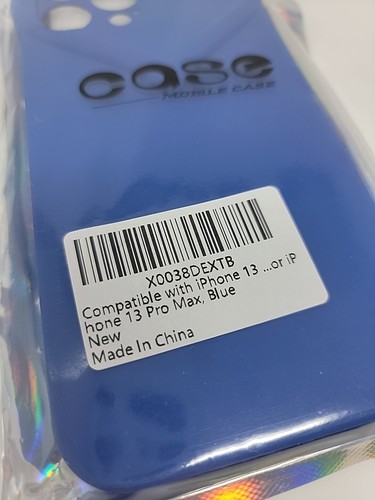 case
MOBILE CASE
X0038DEXTB
Compatible with iPhone 13 ...or iP
hone 13 Pro Max, Blue
New
Made In China